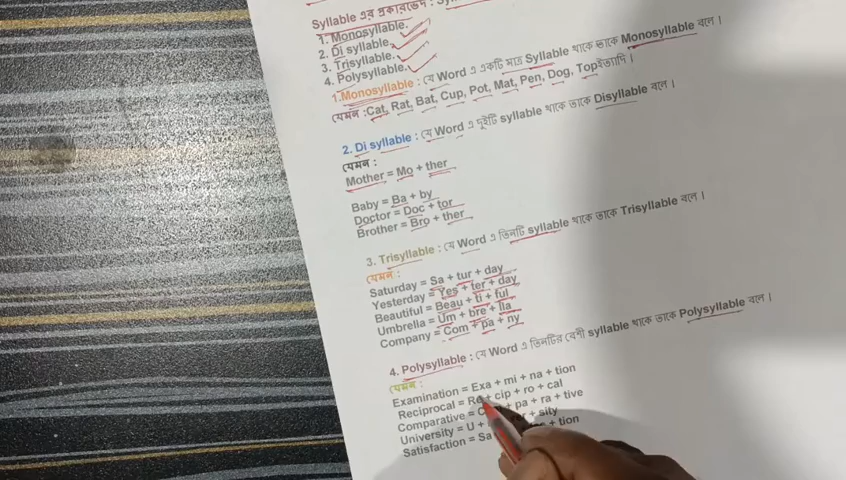 Syllable এর প্রকারভেদ :
1. Monosyllable.
2. Di syllable.
3. Trisyllable.
4. Polysyllable.
1.Monosyllable : যে Word এ একটি মাত্র Syllable থাকে তাকে Monosyllable বলে ।
যেমন : Cat, Rat, Bat, Cup, Pot, Mat, Pen, Dog, Topইত্যাদি ।
2. Di syllable : যে Word এ দুইটি syllable থাকে তাকে Disyllable বলে ।
যেমন :
Mother = Mo + ther
Baby = Ba + by
Doctor = Doc + tor
Brother = Bro + ther
3. Trisyllable : যে Word এ তিনটি syllable থাকে তাকে Trisyllable বলে ।
যেমন :
Saturday = Sa + tur + day
Yesterday = Yes + ter + day
Beautiful = Beau + ti + ful
Umbrella = Um + bre + lla
Company = Com + pa + ny
4. Polysyllable : যে Word এ তিনটির বেশী syllable থাকে তাকে Polysyllable বলে ।
যেমন :
Examination = Exa + mi + na + tion
Reciprocal = Re + cip + ro + cal
Comparative = + pa + ra + tive
University = U + + sity
Satisfaction = Sa + tion